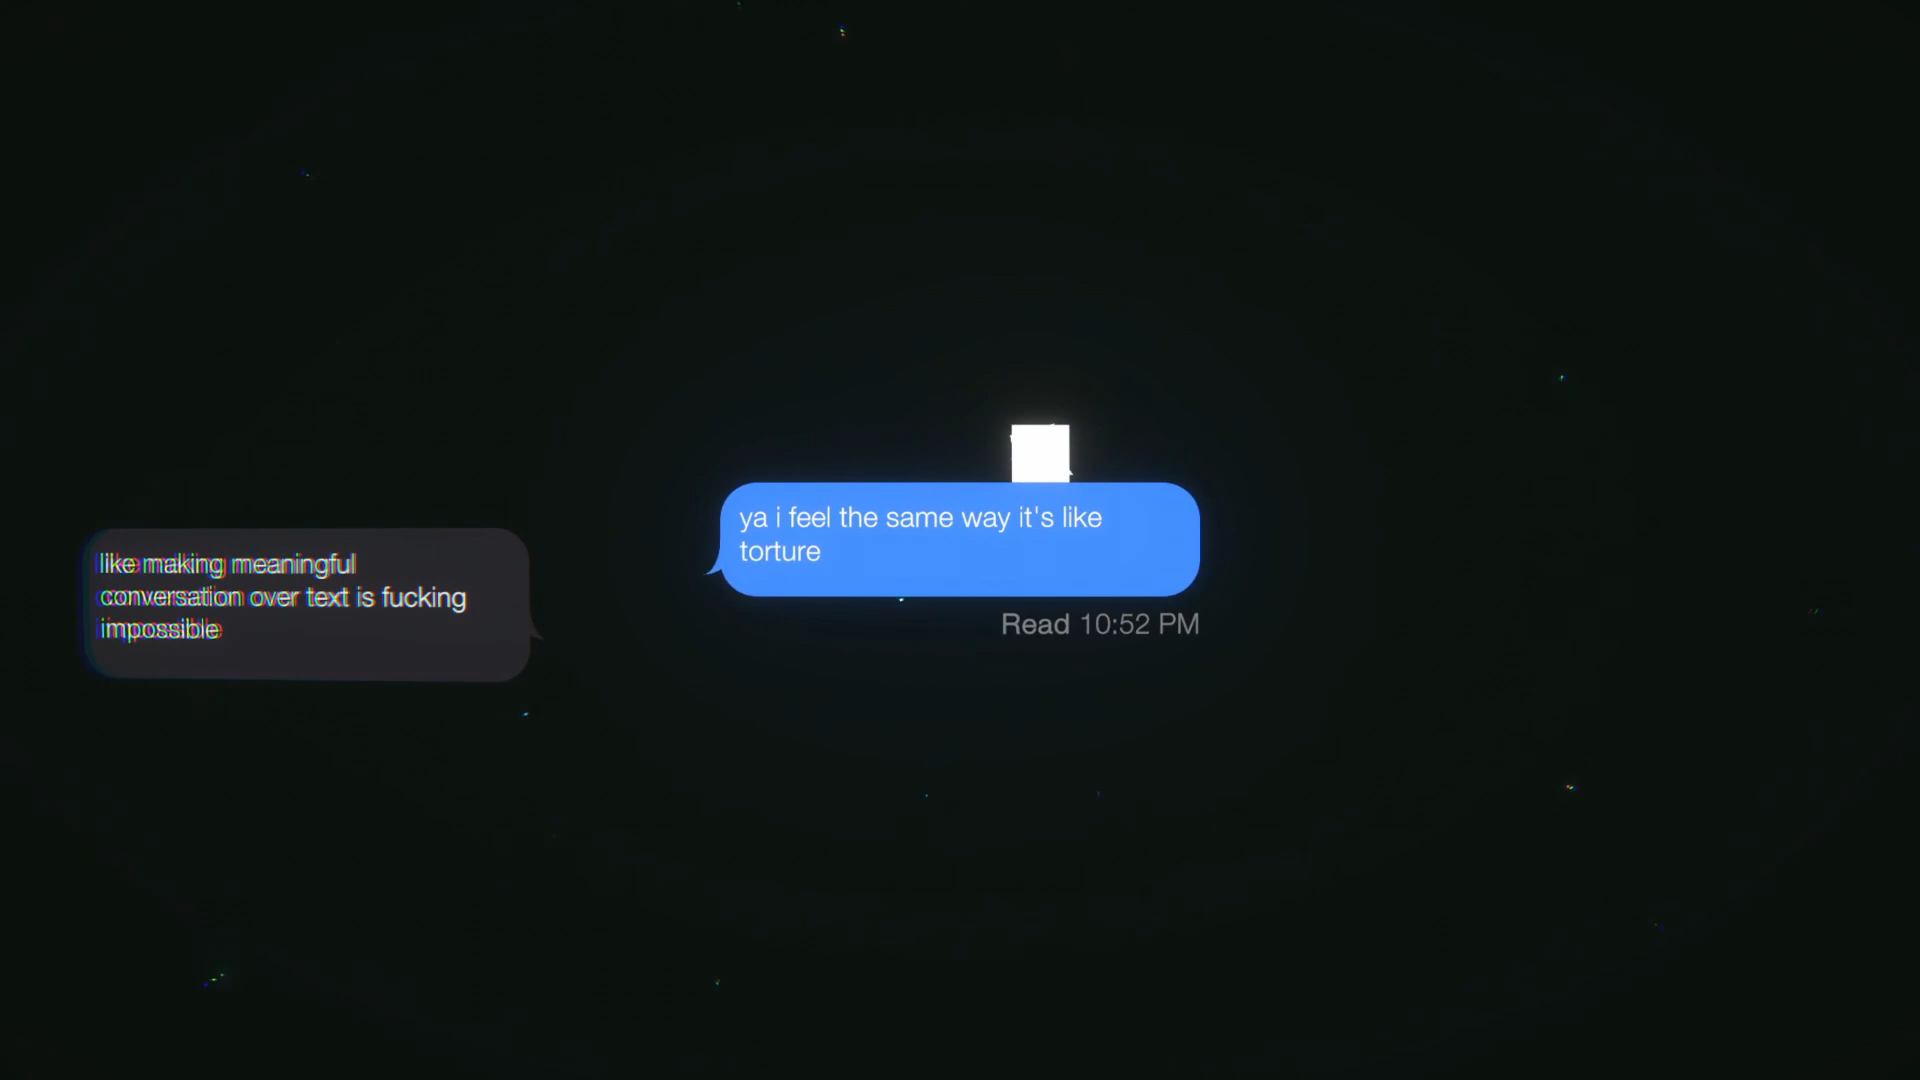 like making meaningful
conversation over text is fucking
impossible
ya i feel the same way it's like
torture
Read 10:52 PM